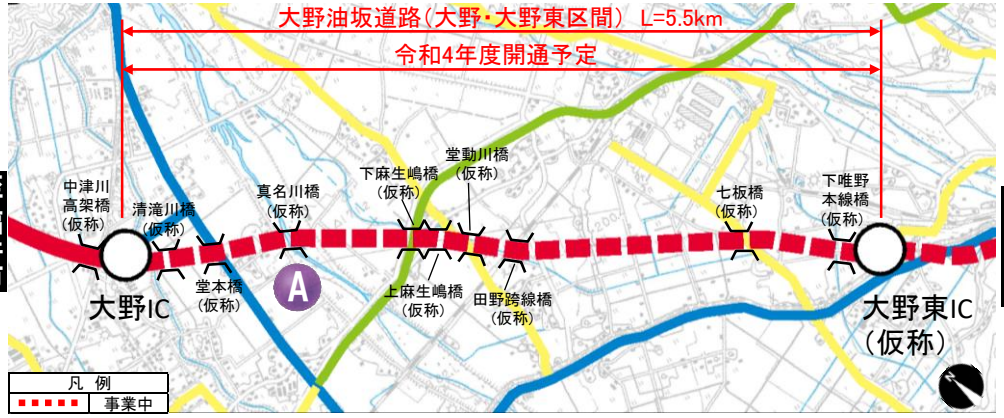 大野油坂道路(大野・大野東区間) L=5.5km
令和4年度開通予定
中津川
高架橋
(仮称)
清滝川橋
(仮称)
堂本橋
(仮称)
真名川橋
(仮称)
下麻生嶋橋
(仮称)
堂動川橋
(仮称)
上麻生嶋橋
(仮称)
田野跨線橋
(仮称)
七板橋
(仮称)
下唯野
本線橋
(仮称)
A
大野IC
大野東IC
(仮称)
凡 例
事業中